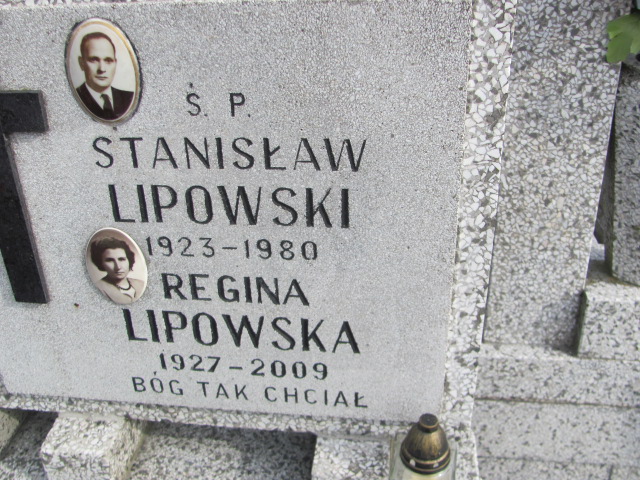 Ś. P.
STANISŁAW
LIPOWSKI
1923-1980
REGINA
LIPOWSKA
1927-2009
BÓG TAK CHCIAŁ